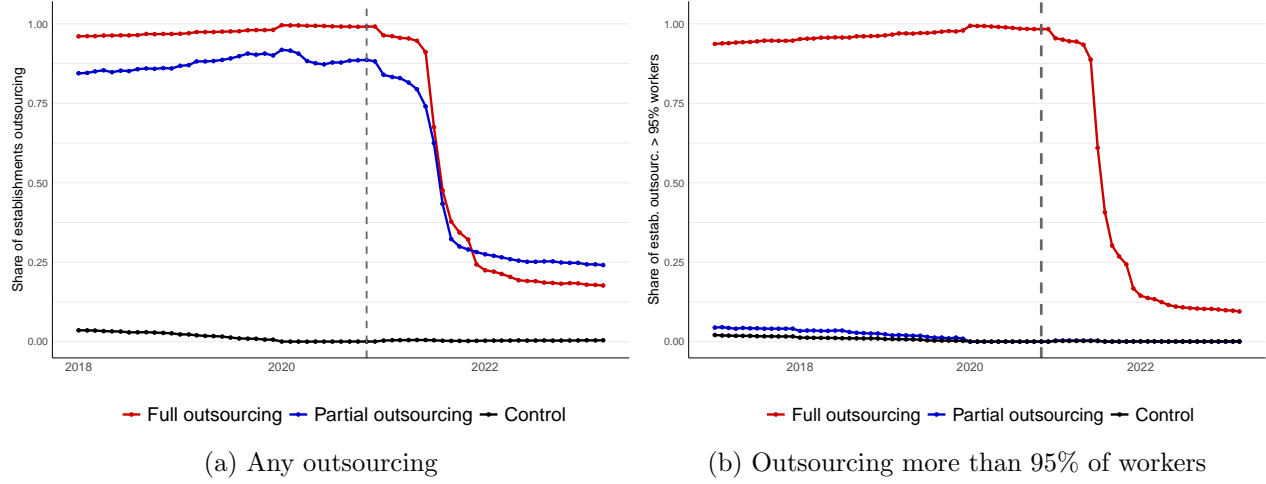 Share of establishments outsourcing
1.00
0.75
0.50
0.25
0.00
2018
2020
2022
Full outsourcing
Partial outsourcing
Control
(a) Any outsourcing
Share of estab. outsourc. > 95% workers
1.00
0.75
0.50
0.25
0.00
2018
2020
2022
Full outsourcing
Partial outsourcing
Control
(b) Outsourcing more than 95% of workers